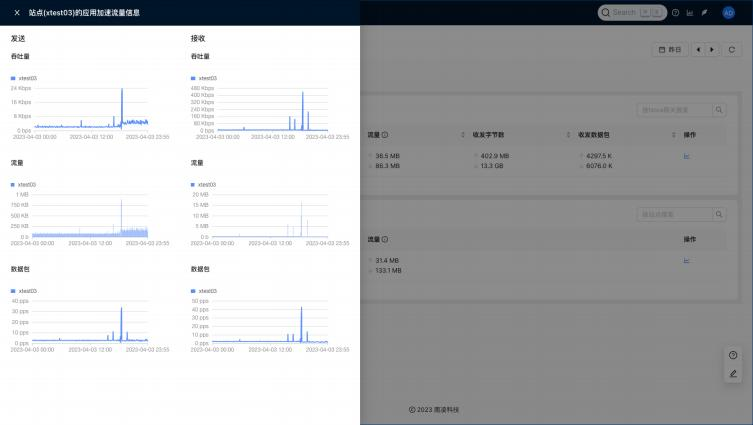 站点(xtest03)的应用加速流量信息
Search
AD
发送
接收
昨日
吞吐量
xtest03
24 Kbps
16 Kbps
8 Kbps
0 bps
2023-04-03 00:00
2023-04-03 12:00
2023-04-03 23:55
吞吐量
xtest03
480 Kbps
400 Kbps
320 Kbps
240 Kbps
160 Kbps
80 Kbps
0 bps
2023-04-03 00:00
2023-04-03 12:00
2023-04-03 23:55
流量
收发字节数
收发数据包
操作
36.5 MB
86.3 MB
402.9 MB
13.3 GB
4297.5 K
6076.0 K
流量
xtest03
1 MB
750 KB
500 KB
250 KB
0 B
2023-04-03 00:00
2023-04-03 12:00
2023-04-03 23:55
流量
xtest03
20 MB
15 MB
10 MB
5 MB
0 B
2023-04-03 00:00
2023-04-03 12:00
2023-04-03 23:55
流量
操作
31.4 MB
133.1 MB
数据包
xtest03
40 pps
30 pps
20 pps
10 pps
0 pps
2023-04-03 00:00
2023-04-03 12:00
2023-04-03 23:55
数据包
xtest03
50 pps
40 pps
30 pps
20 pps
10 pps
0 pps
2023-04-03 00:00
2023-04-03 12:00
2023-04-03 23:55
© 2023 雨凌科技